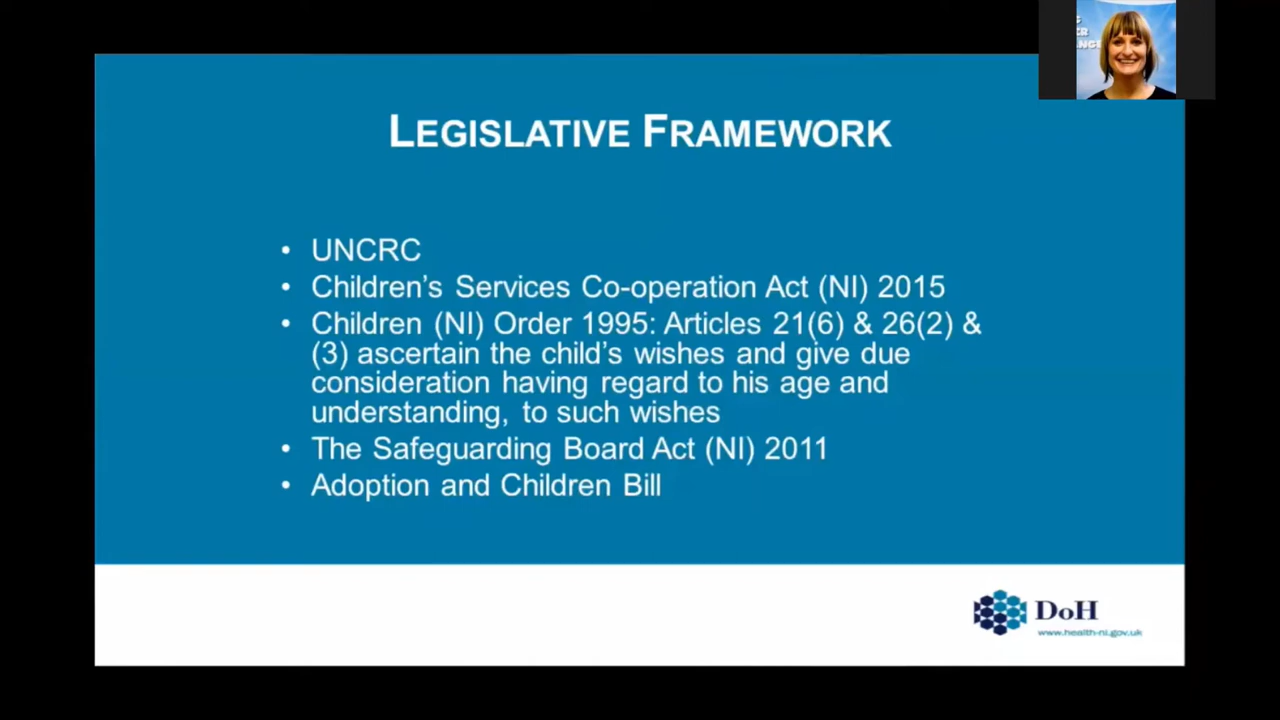 LEGISLATIVE FRAMEWORK
• UNCRC
• Children's Services Co-operation Act (NI) 2015
• Children (NI) Order 1995: Articles 21(6) & 26(2) &
(3) ascertain the child's wishes and give due
consideration having regard to his age and
understanding, to such wishes
• The Safeguarding Board Act (NI) 2011
• Adoption and Children Bill
DoH
www.health-ni.gov.uk